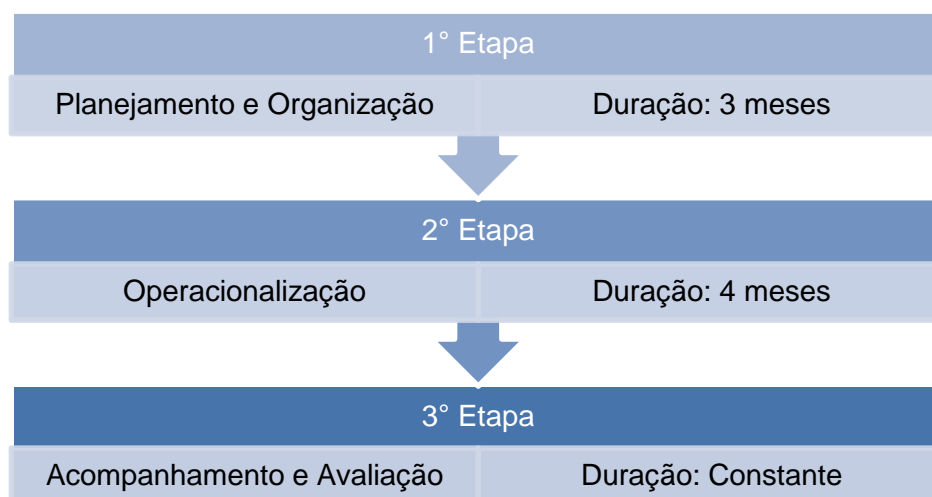 1° Etapa
Planejamento e Organização Duração: 3 meses
2° Etapa
Operacionalização Duração: 4 meses
3° Etapa
Acompanhamento e Avaliação Duração: Constante